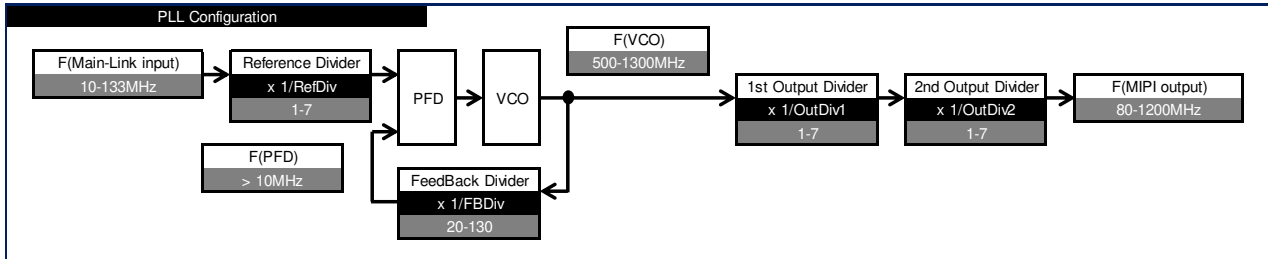 PLL Configuration
F(Main-Link input)
10-133MHz
Reference Divider
x 1/RefDiv
1-7
F(PFD)
> 10MHz
PFD
VCO
FeedBack Divider
x 1/FBDiv
20-130
F(VCO)
500-1300MHz
1st Output Divider
x 1/OutDiv1
1-7
2nd Output Divider
x 1/OutDiv2
1-7
F(MIPI output)
80-1200MHz